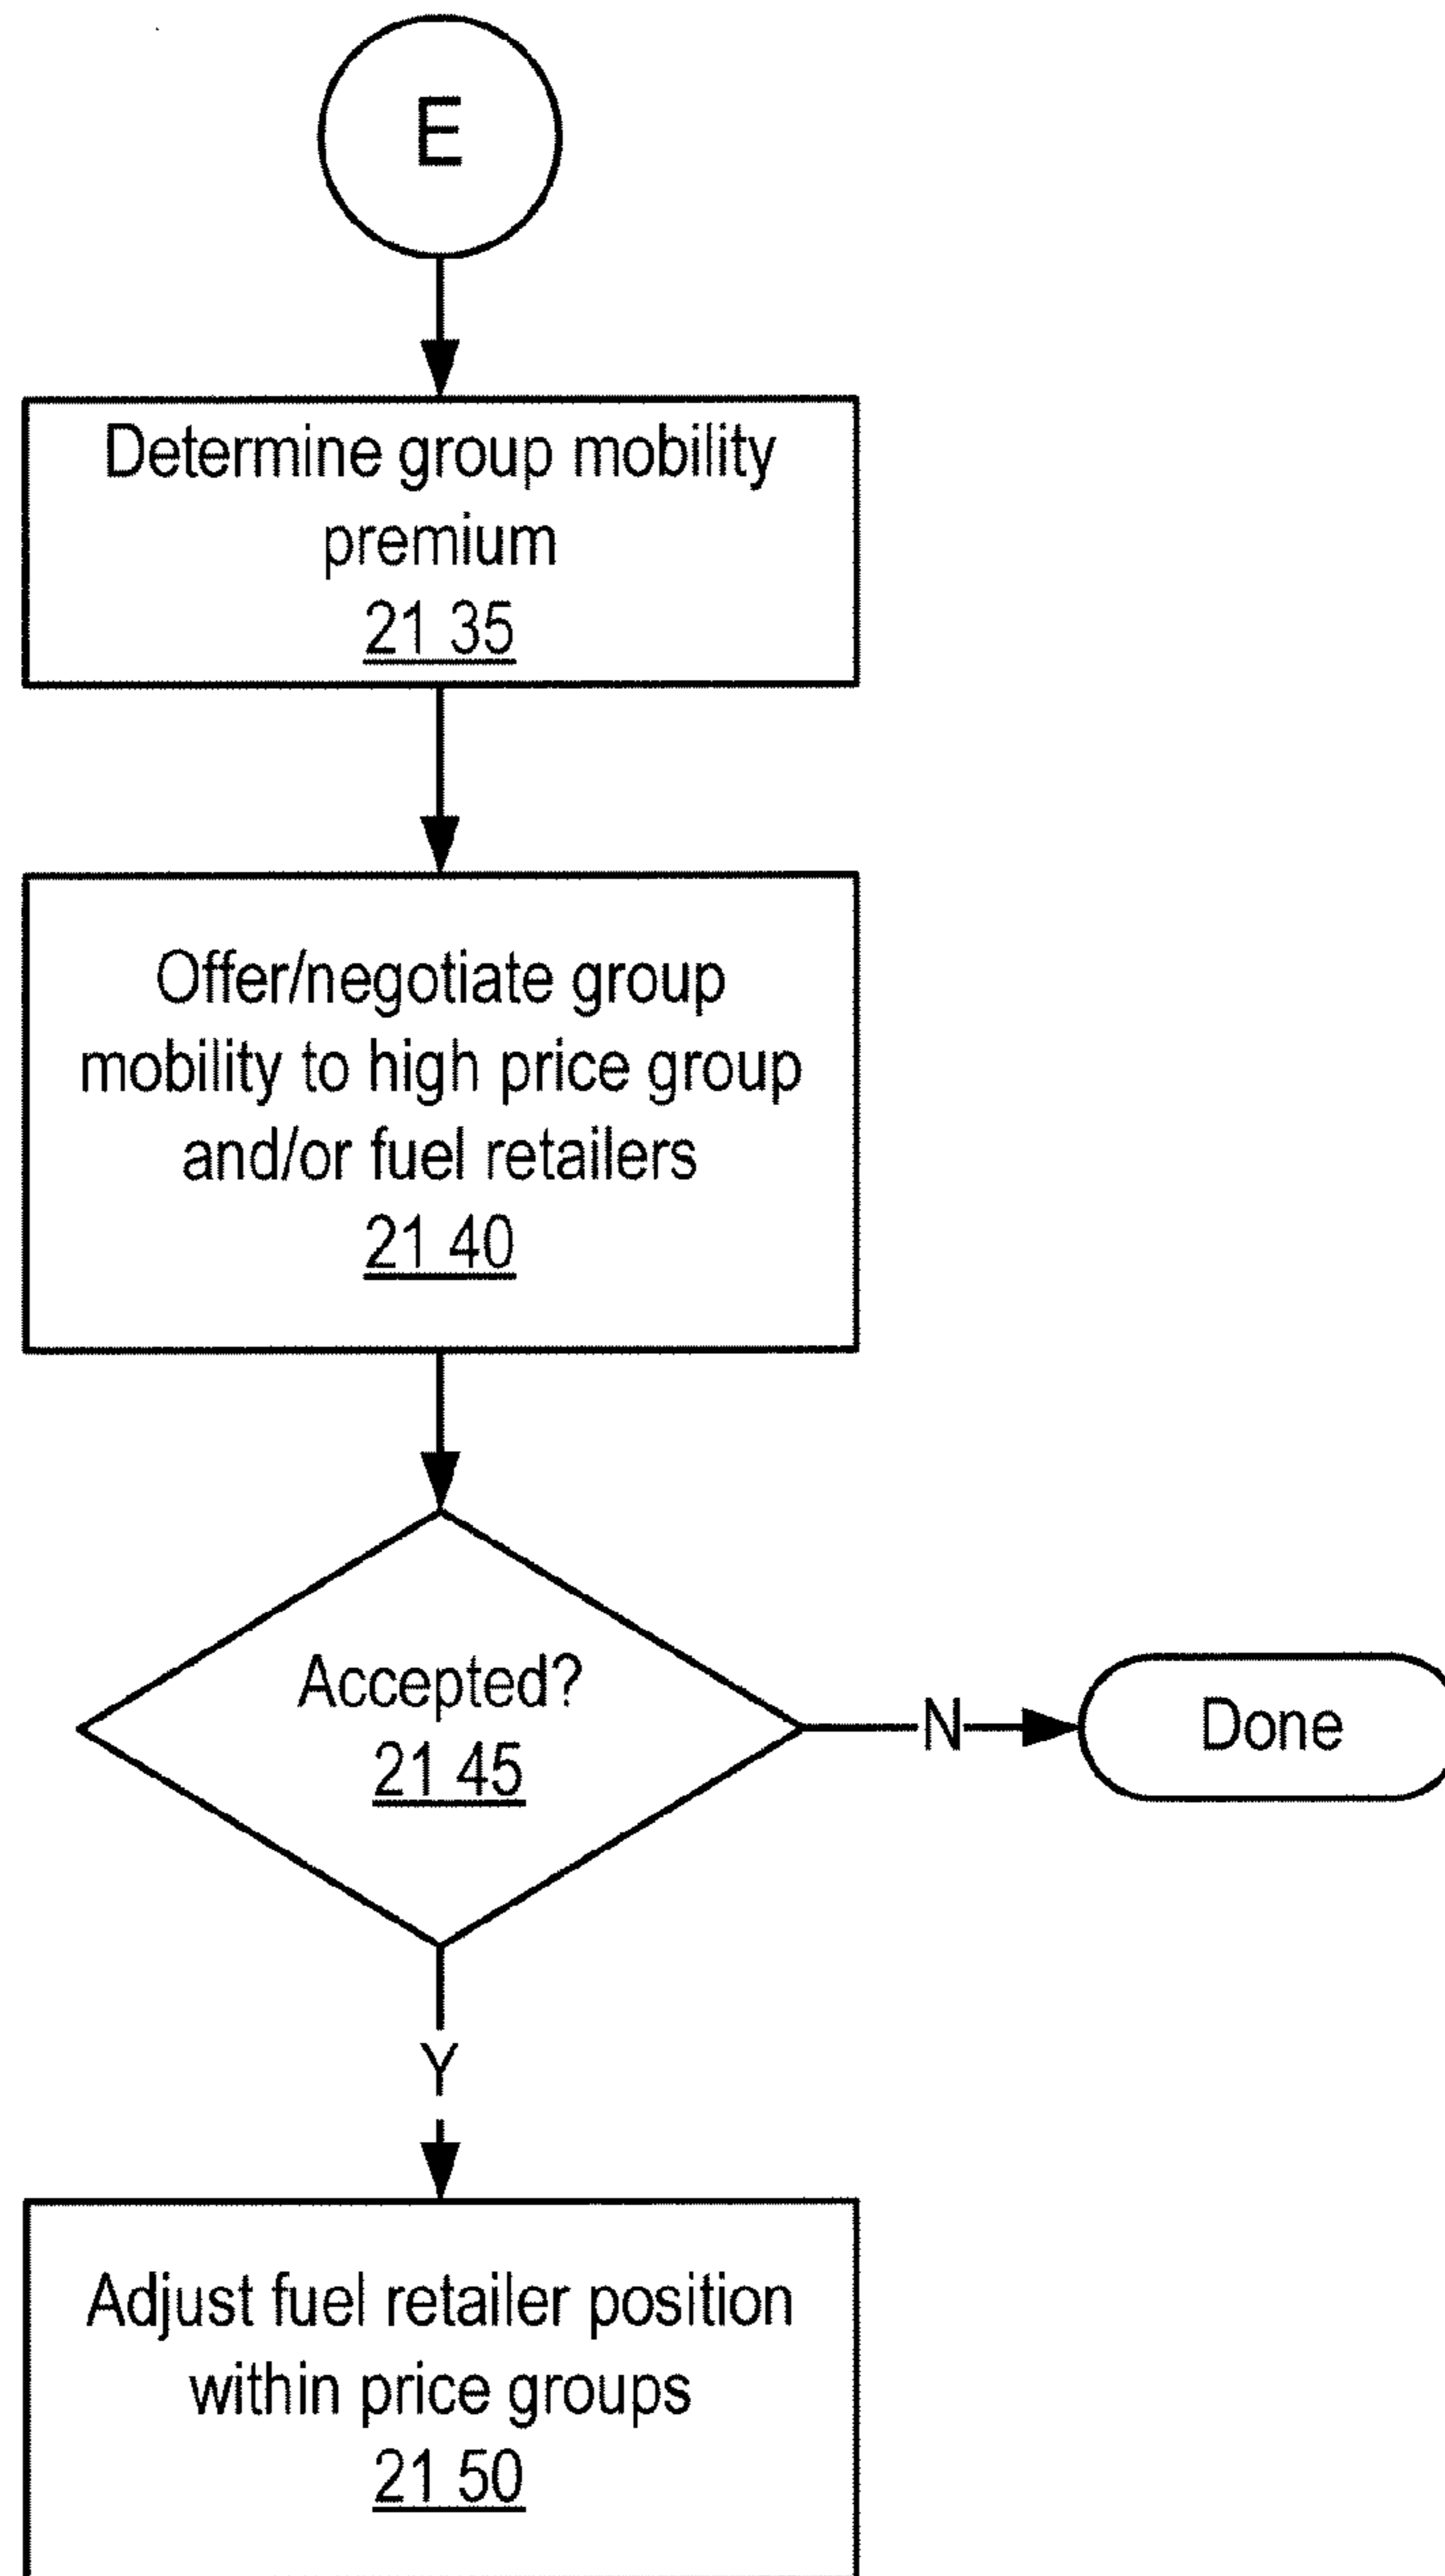 E
Determine group mobility
premium
21 35
Offer/negotiate group
mobility to high price group
and/or fuel retailers
21 40
Accepted?
21 45
N
Done
Y
Adjust fuel retailer position
within price groups
21 50